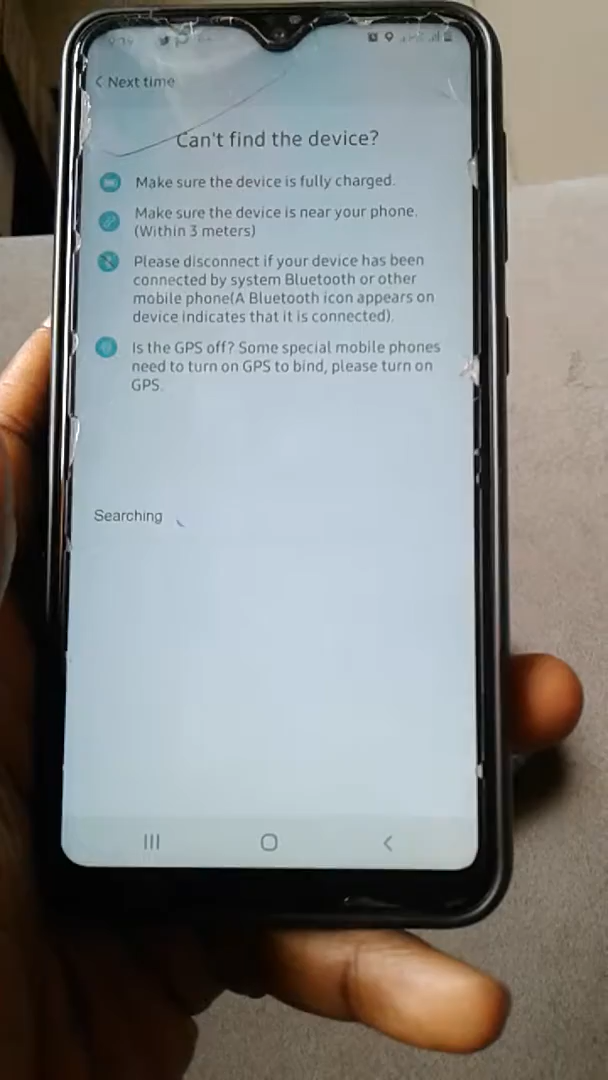 < Next time
Can't find the device?
Make sure the device is fully charged.
Make sure the device is near your phone.
(Within 3 meters)
Please disconnect if your device has been
connected by system Bluetooth or other
mobile phone(A Bluetooth icon appears on
device indicates that it is connected).
Is the GPS off? Some special mobile phones
need to turn on GPS to bind, please turn on
GPS.
Searching